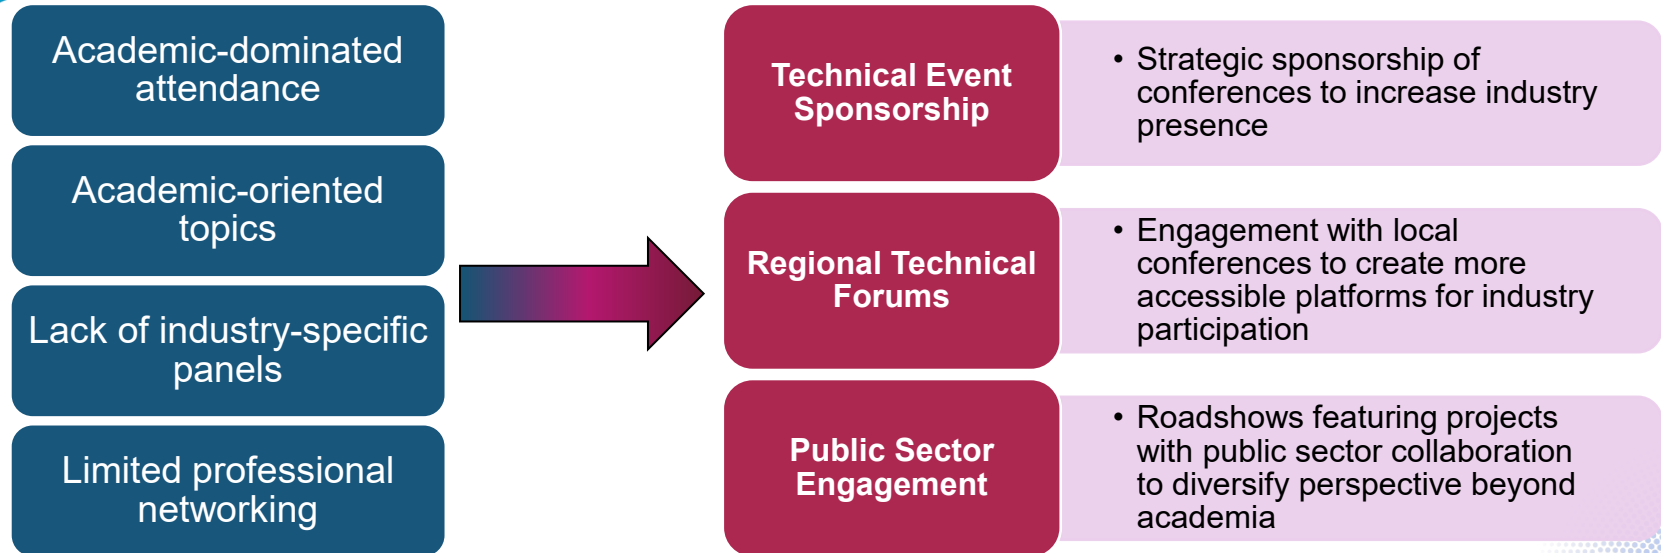 Academic-dominated
attendance
Academic-oriented
topics
Lack of industry-specific
panels
Limited professional
networking
Technical Event
Sponsorship
• Strategic sponsorship of
conferences to increase industry
presence
Regional Technical
Forums
• Engagement with local
conferences to create more
accessible platforms for industry
participation
Public Sector
Engagement
• Roadshows featuring projects
with public sector collaboration
to diversify perspective beyond
academia